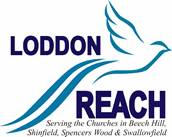 LODDON
REACH
Serving the Churches in Beech Hill,
Shinfield, Spencers Wood & Swallowfield